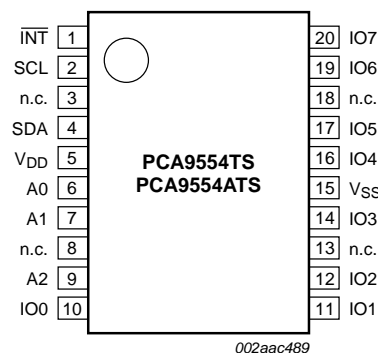 INT 1 20 IO7
SCL 2 19 IO6
n.c. 3 18 n.c.
SDA 4 17 IO5
VDD 5 16 IO4
A0 6 15 VSS
A1 7 14 IO3
n.c. 8 13 n.c.
A2 9 12 IO2
IO0 10 11 IO1
PCA9554TS
PCA9554ATS
002aac489